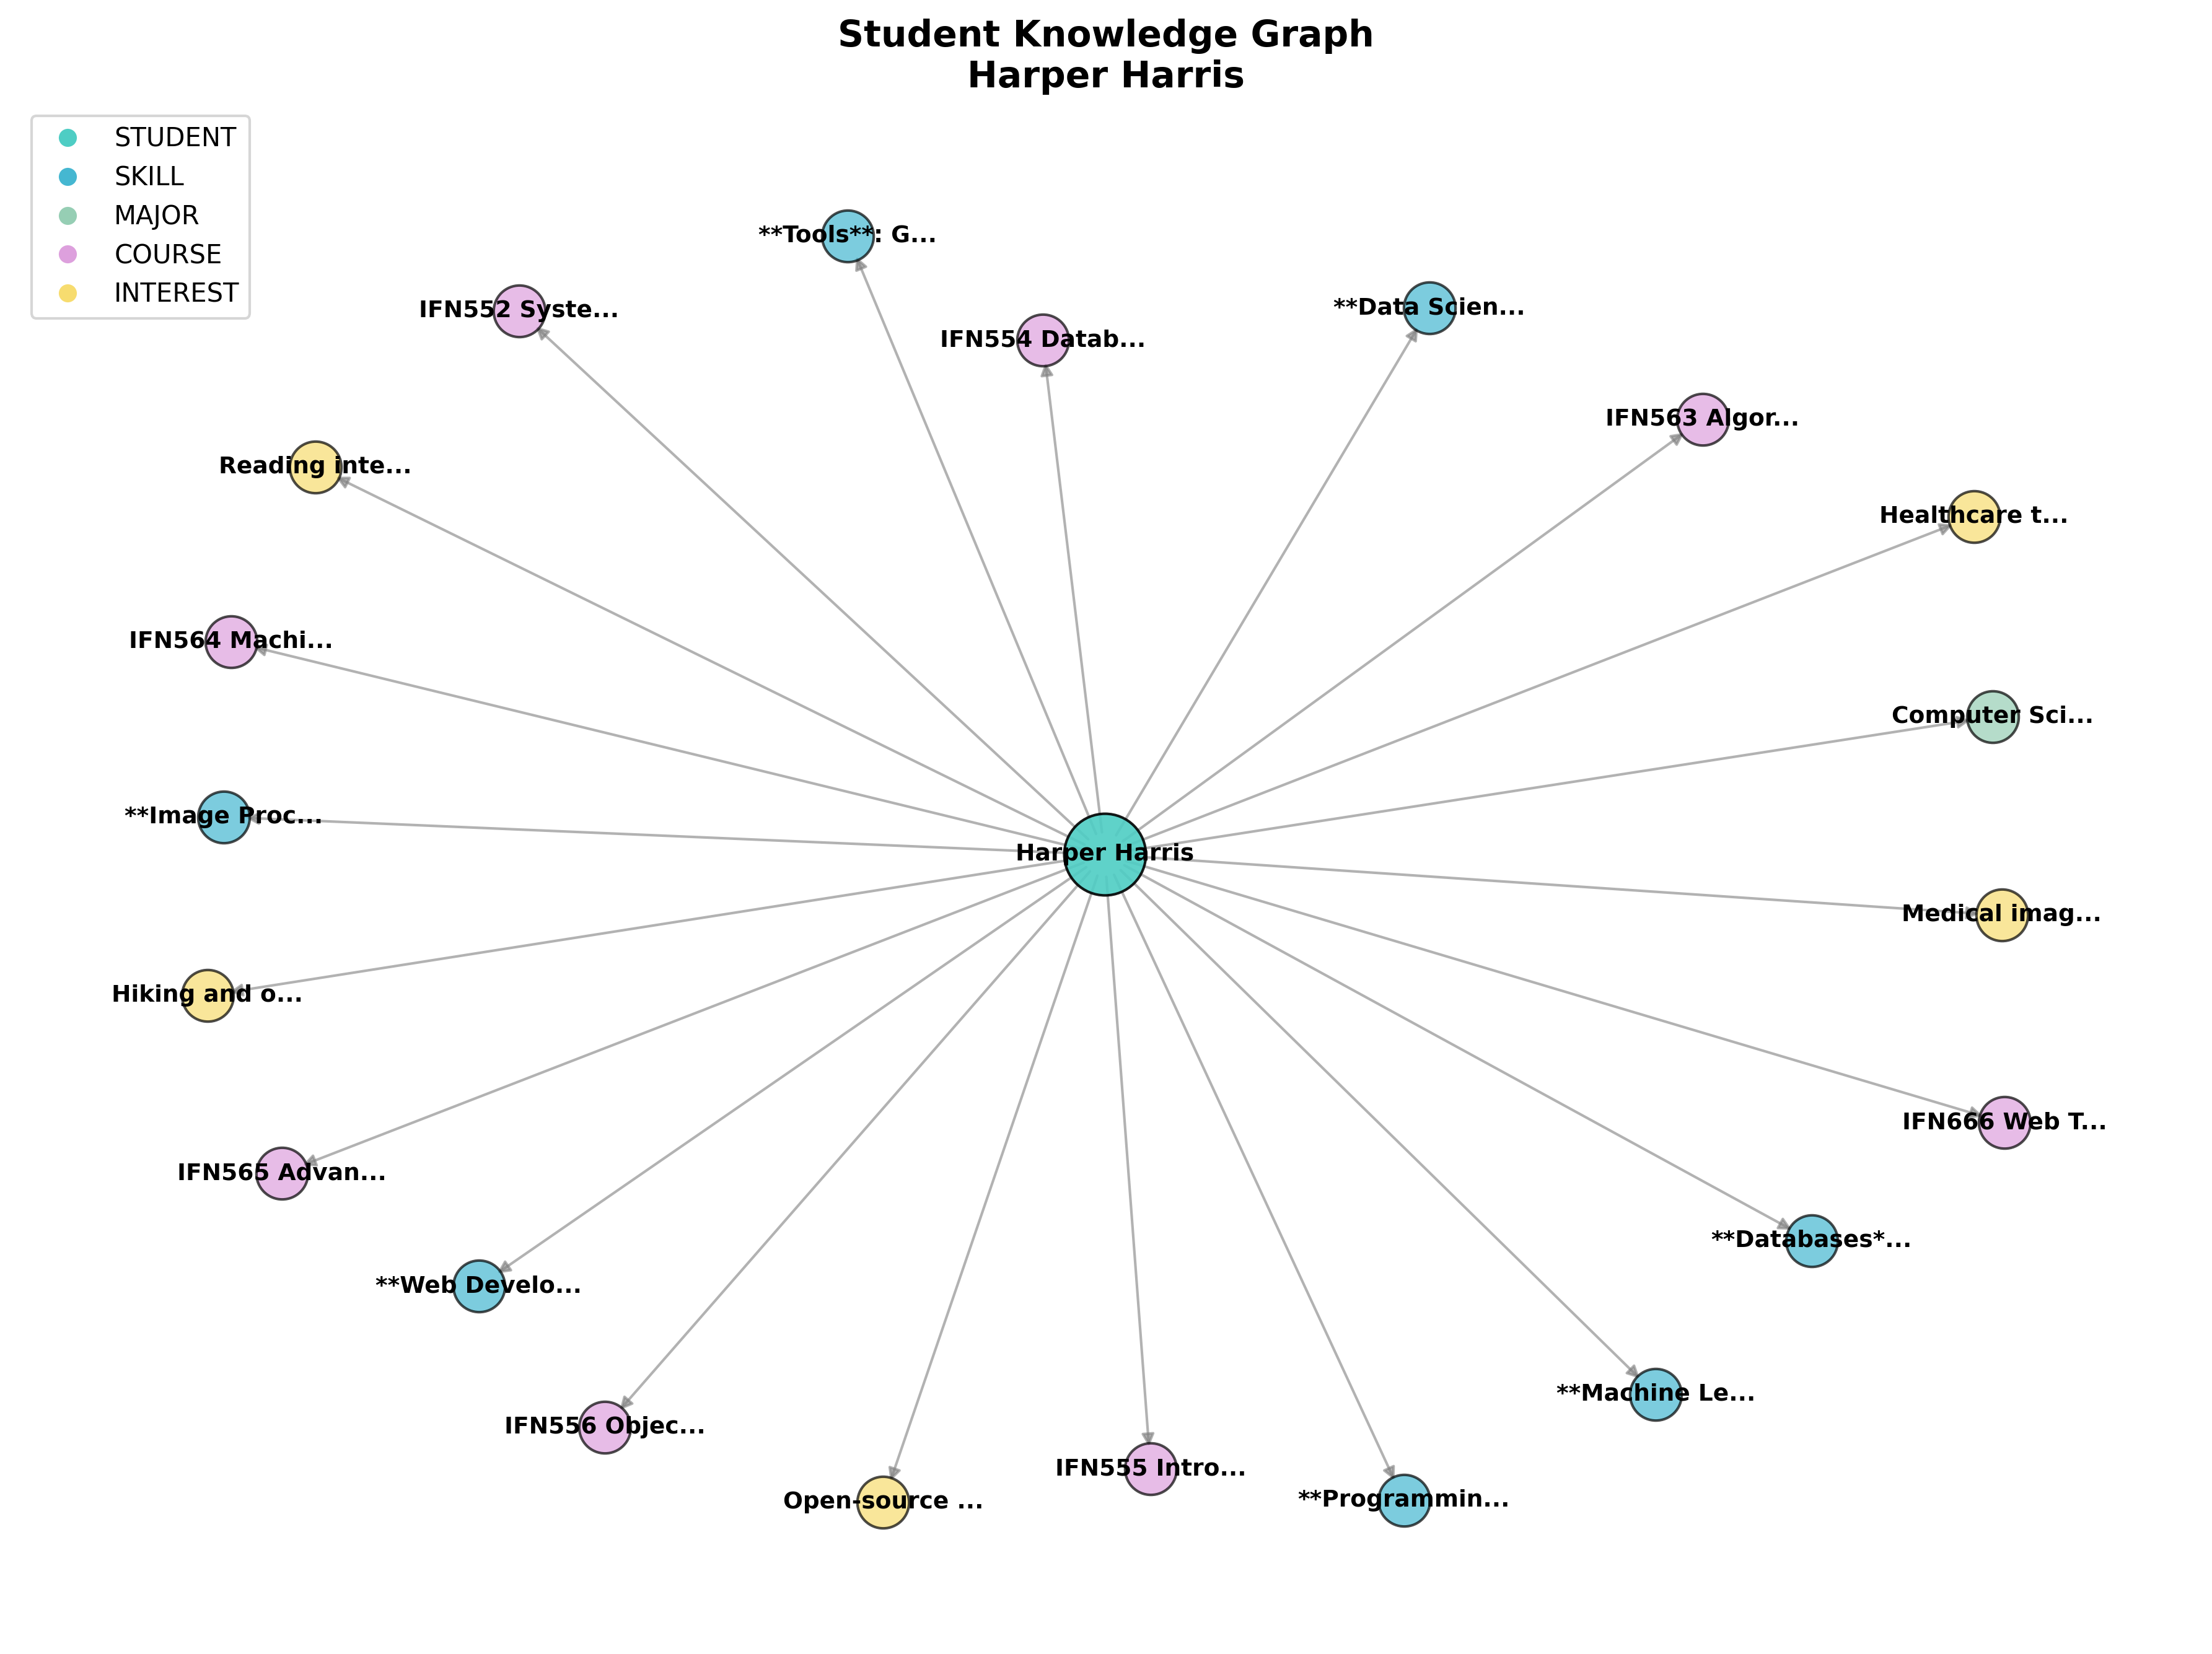 Student Knowledge Graph
Harper Harris
STUDENT
SKILL
MAJOR
COURSE
INTEREST
**Tools**: G...
**Data Scien...
IFN552 Syste...
IFN554 Datab...
IFN563 Algor...
Reading inte...
Healthcare t...
IFN564 Machi...
Computer Sci...
**Image Proc...
Harper Harris
Medical imag...
Hiking and o...
IFN666 Web T...
IFN565 Advan...
**Databases*...
**Web Develo...
**Machine Le...
IFN556 Objec...
IFN555 Intro...
Open-source ...
**Programmin...